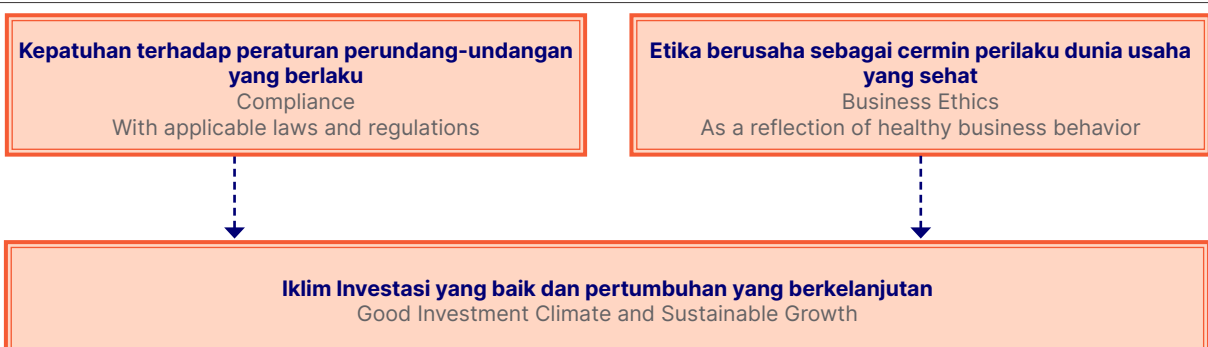 Kepatuhan terhadap peraturan perundang-undangan
yang berlaku
Compliance
With applicable laws and regulations
Etika berusaha sebagai cermin perilaku dunia usaha
yang sehat
Business Ethics
As a reflection of healthy business behavior
Iklim Investasi yang baik dan pertumbuhan yang berkelanjutan
Good Investment Climate and Sustainable Growth